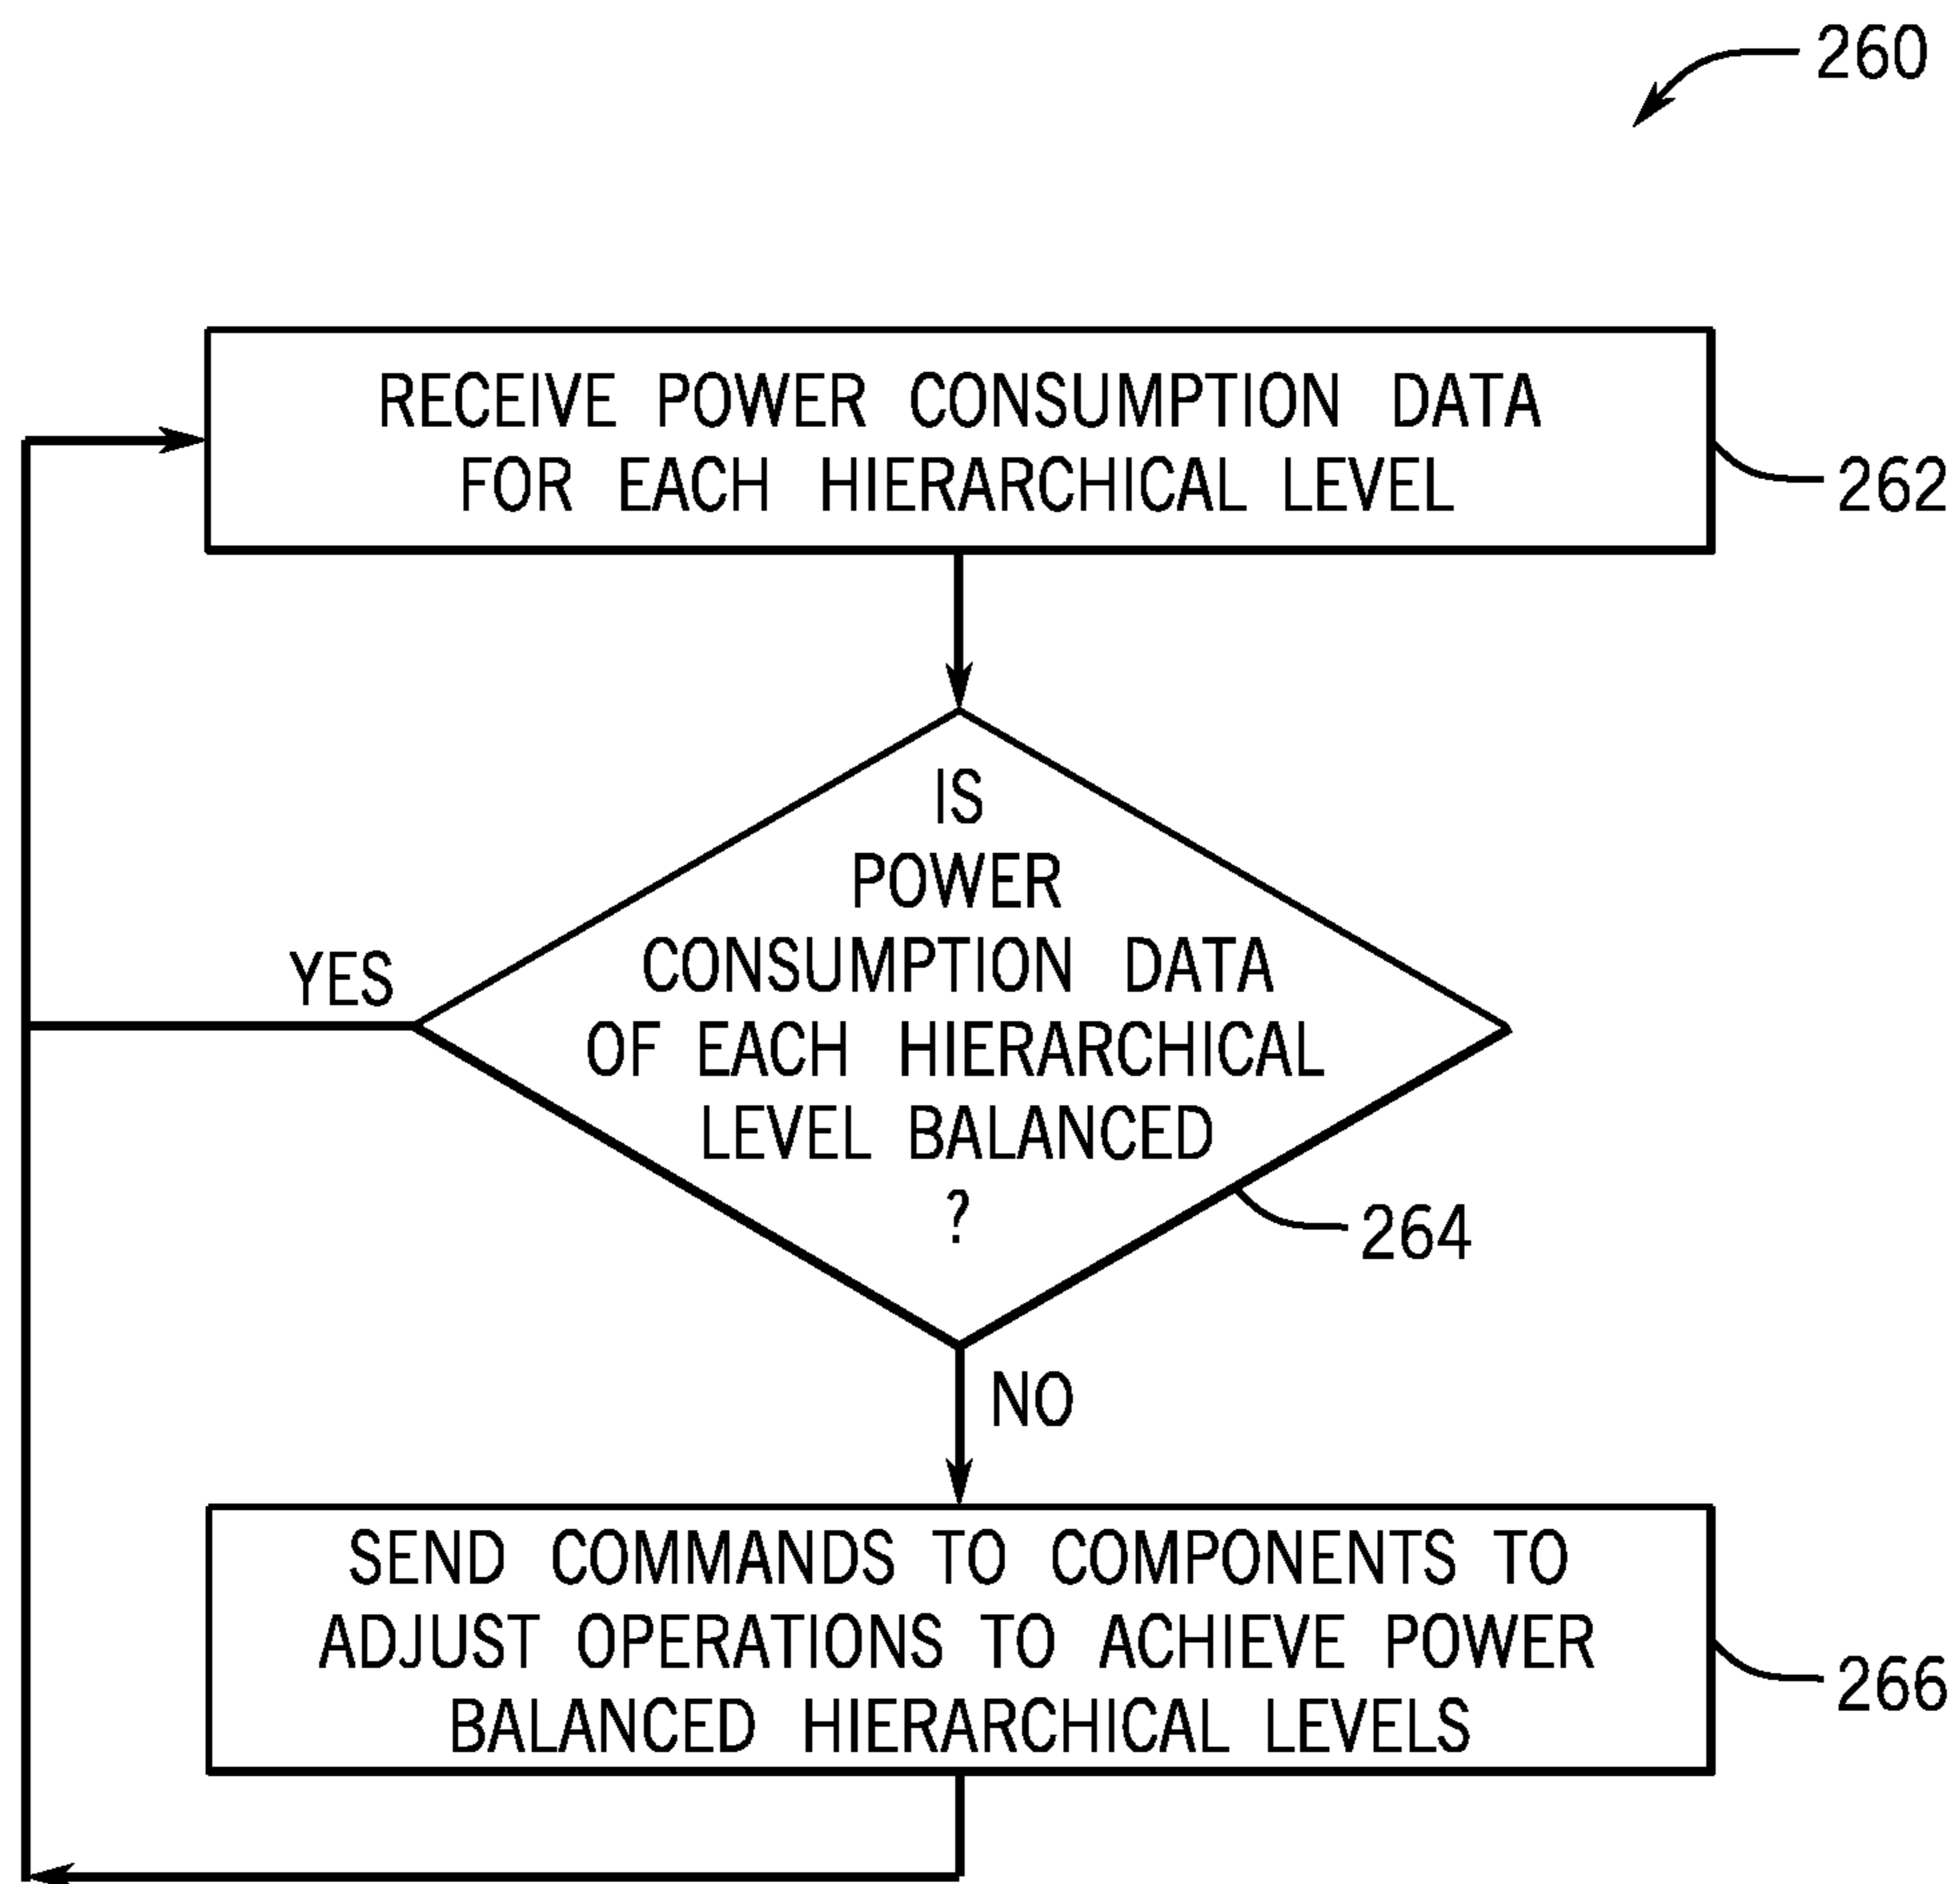 260
RECEIVE POWER CONSUMPTION DATA
FOR EACH HIERARCHICAL LEVEL
262
IS
POWER
CONSUMPTION DATA
OF EACH HIERARCHICAL
LEVEL BALANCED
?
YES
264
NO
SEND COMMANDS TO COMPONENTS TO
ADJUST OPERATIONS TO ACHIEVE POWER
BALANCED HIERARCHICAL LEVELS
266